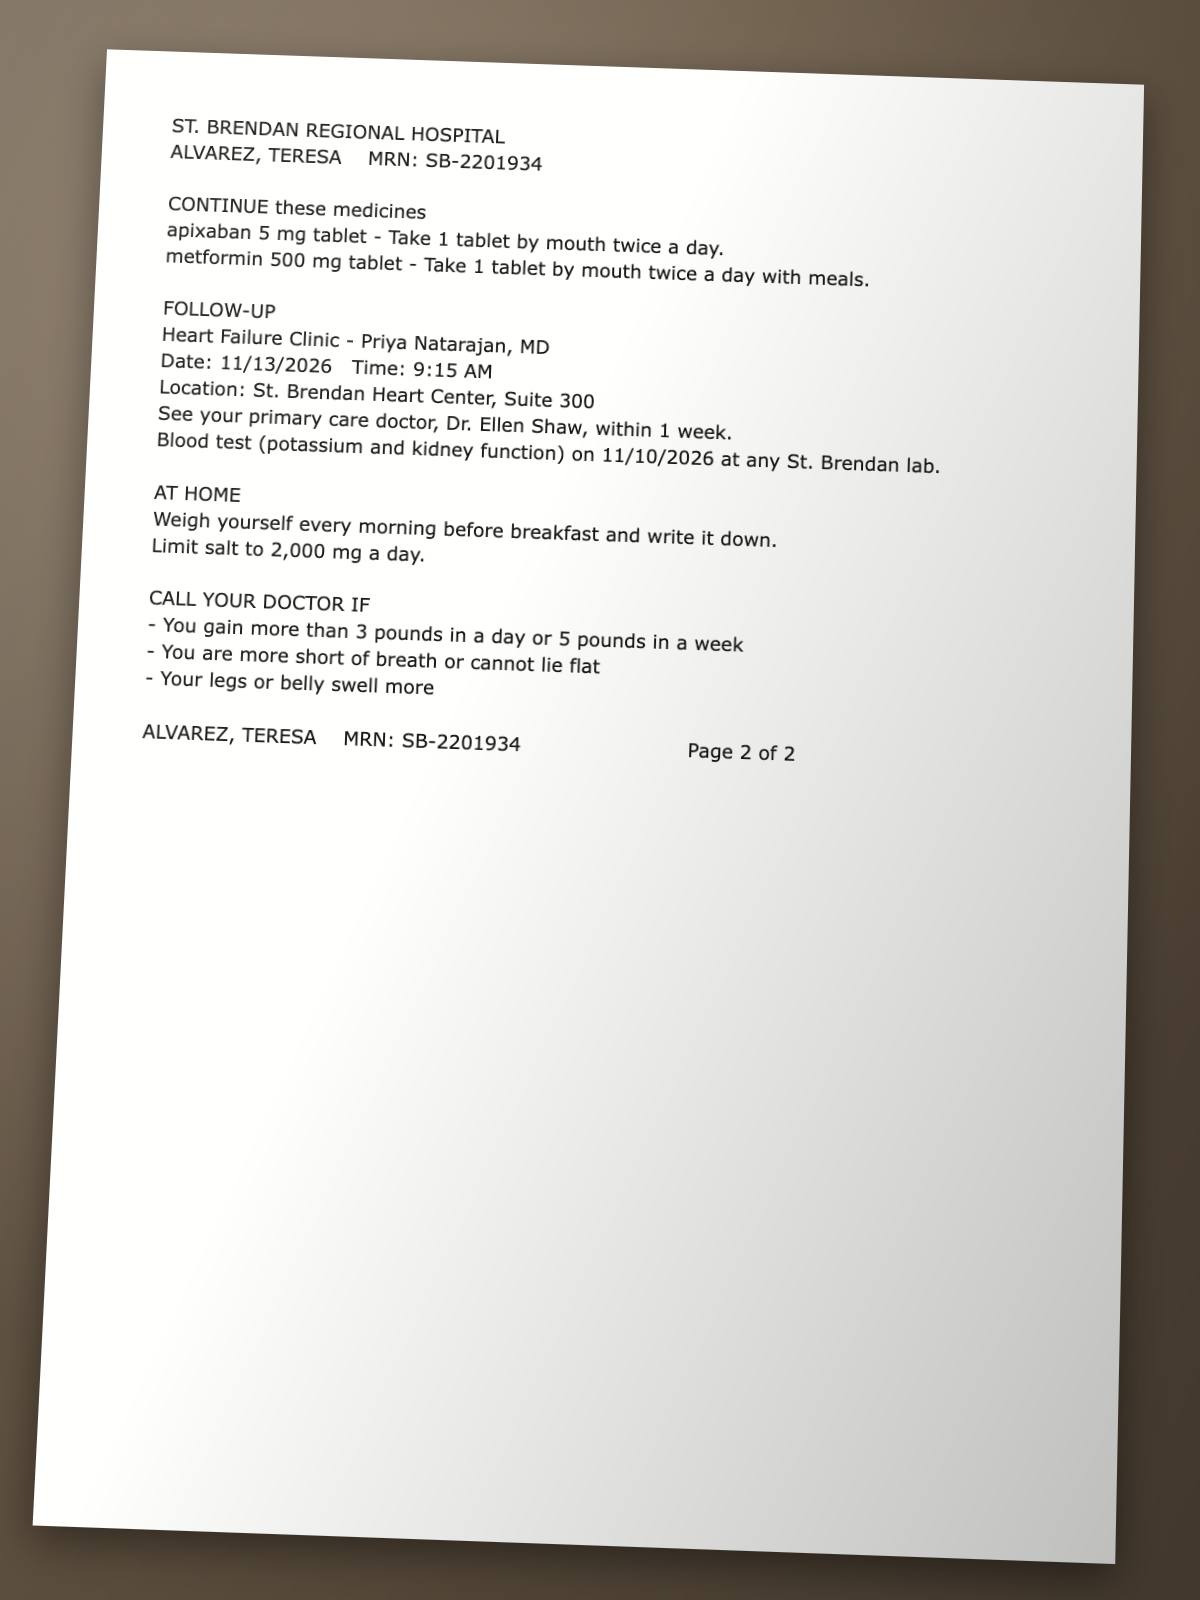 ST. BRENDAN REGIONAL HOSPITAL
ALVAREZ, TERESA MRN: SB-2201934
CONTINUE these medicines
apixaban 5 mg tablet - Take 1 tablet by mouth twice a day.
metformin 500 mg tablet - Take 1 tablet by mouth twice a day with meals.
FOLLOW-UP
Heart Failure Clinic - Priya Natarajan, MD
Date: 11/13/2026 Time: 9:15 AM
Location: St. Brendan Heart Center, Suite 300
See your primary care doctor, Dr. Ellen Shaw, within 1 week.
Blood test (potassium and kidney function) on 11/10/2026 at any St. Brendan lab.
AT HOME
Weigh yourself every morning before breakfast and write it down.
Limit salt to 2,000 mg a day.
CALL YOUR DOCTOR IF
- You gain more than 3 pounds in a day or 5 pounds in a week
- You are more short of breath or cannot lie flat
- Your legs or belly swell more
ALVAREZ, TERESA MRN: SB-2201934 Page 2 of 2